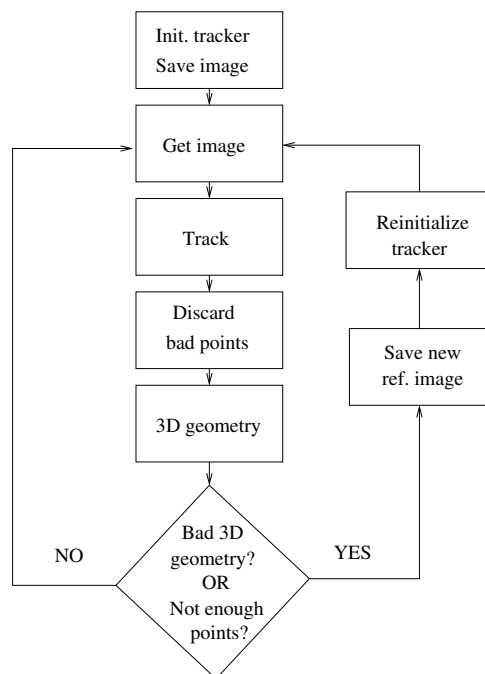 Init. tracker
Save image
Get image
Track
Discard
bad points
3D geometry
Bad 3D
geometry?
OR
Not enough
points?
NO
YES
Save new
ref. image
Reinitialize
tracker